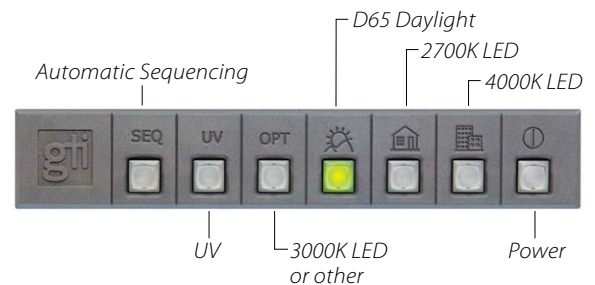 D65 Daylight
2700K LED
4000K LED
Automatic Sequencing
gti
SEQ
UV
OPT
UV
3000K LED
or other
Power